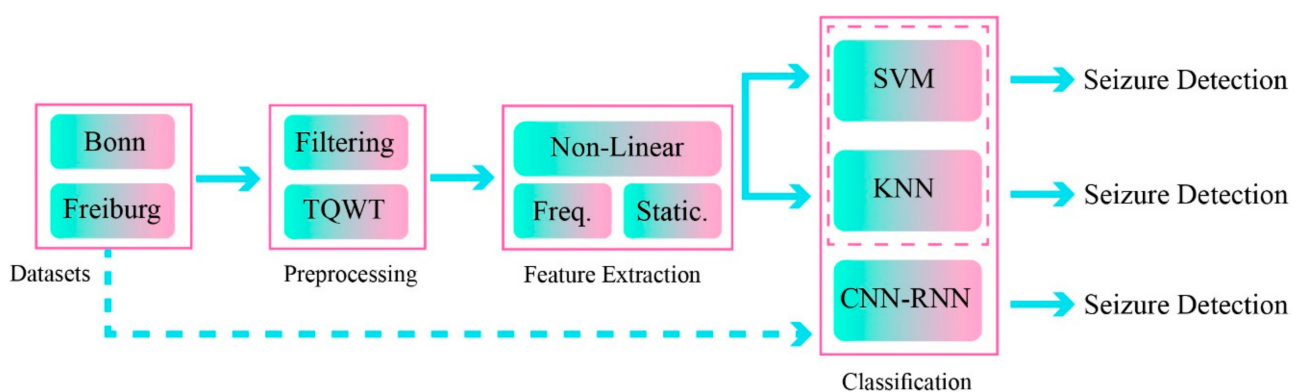 Bonn
Freiburg
Datasets
Filtering
TQWT
Preprocessing
Non-Linear
Freq.
Static.
Feature Extraction
SVM
KNN
CNN-RNN
Classification
Seizure Detection
Seizure Detection
Seizure Detection